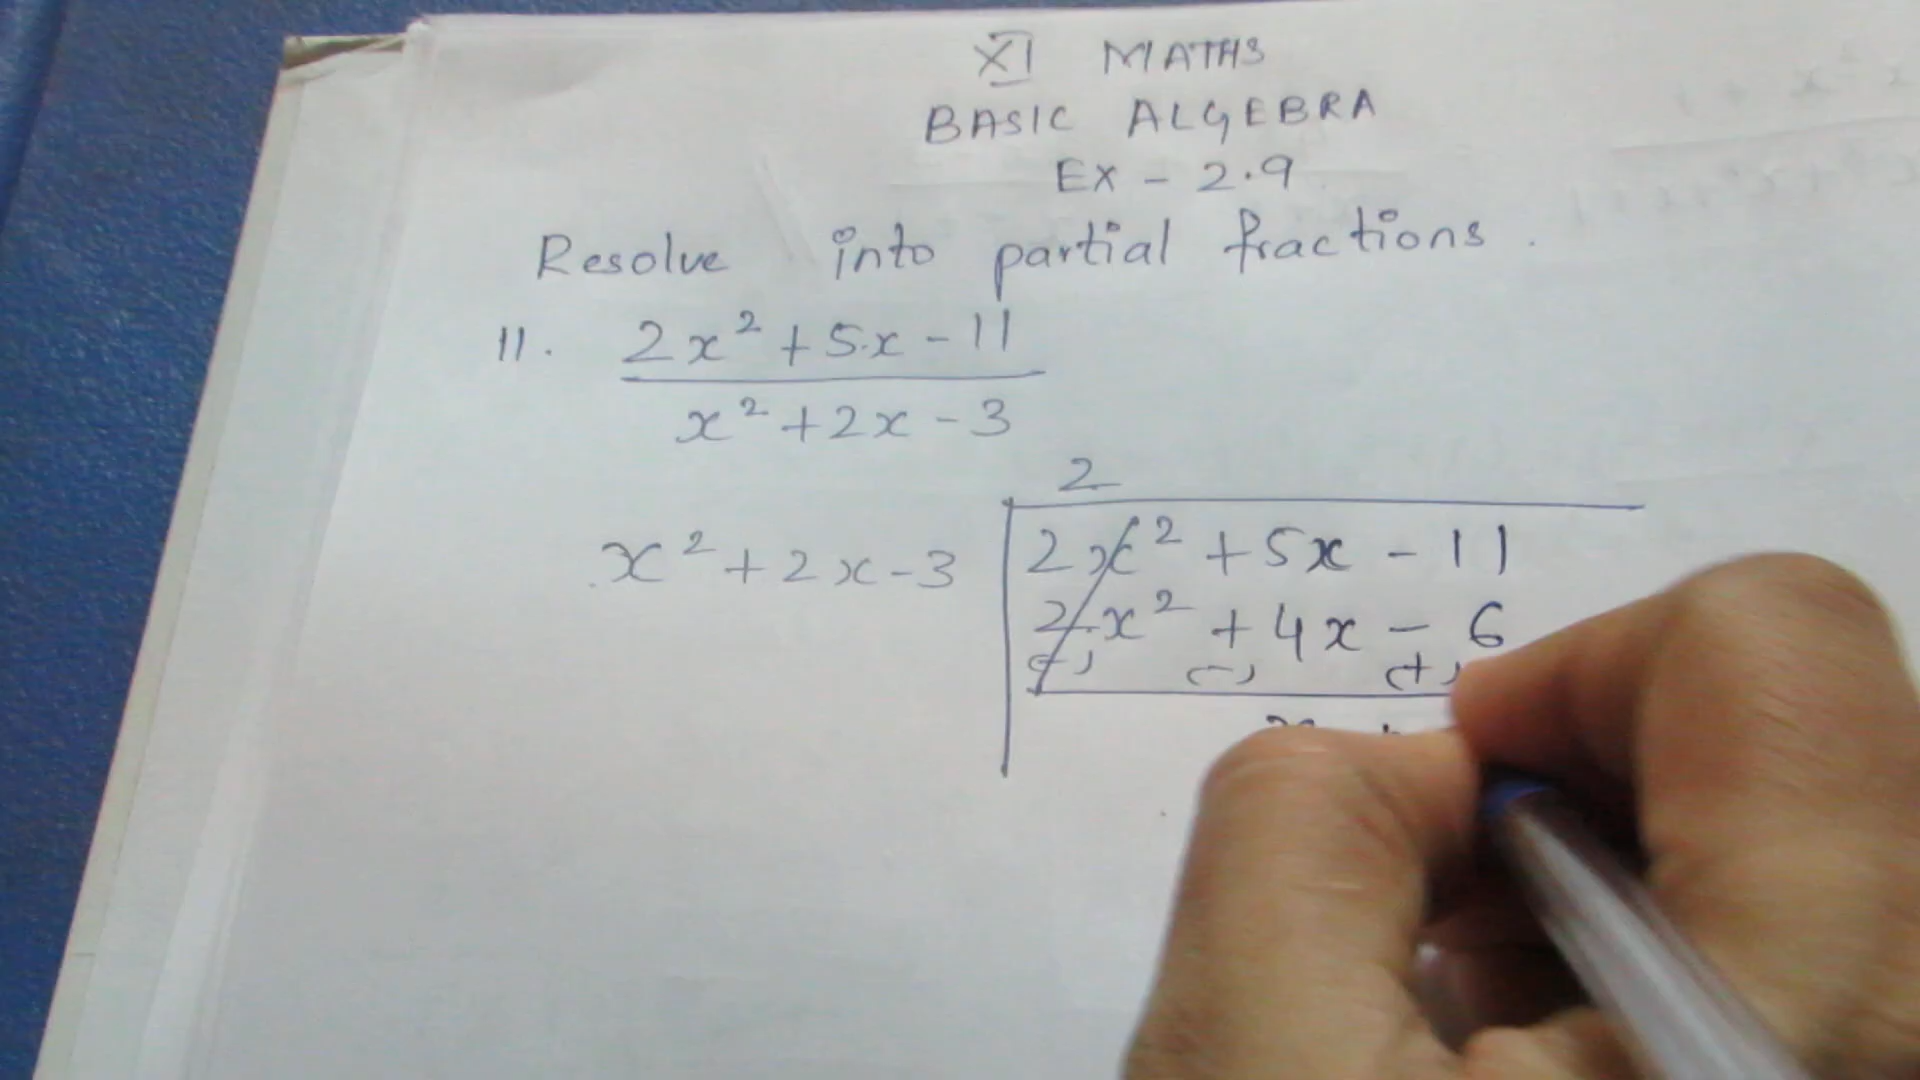 XI MATHS
BASIC ALGEBRA
EX - 2.9
Resolve into partial fractions.
11. 2x² + 5x - 11
x² + 2x - 3
2
x² + 2x - 3 2x² + 5x - 11
2x² + 4x - 6
(-) (-) (+)